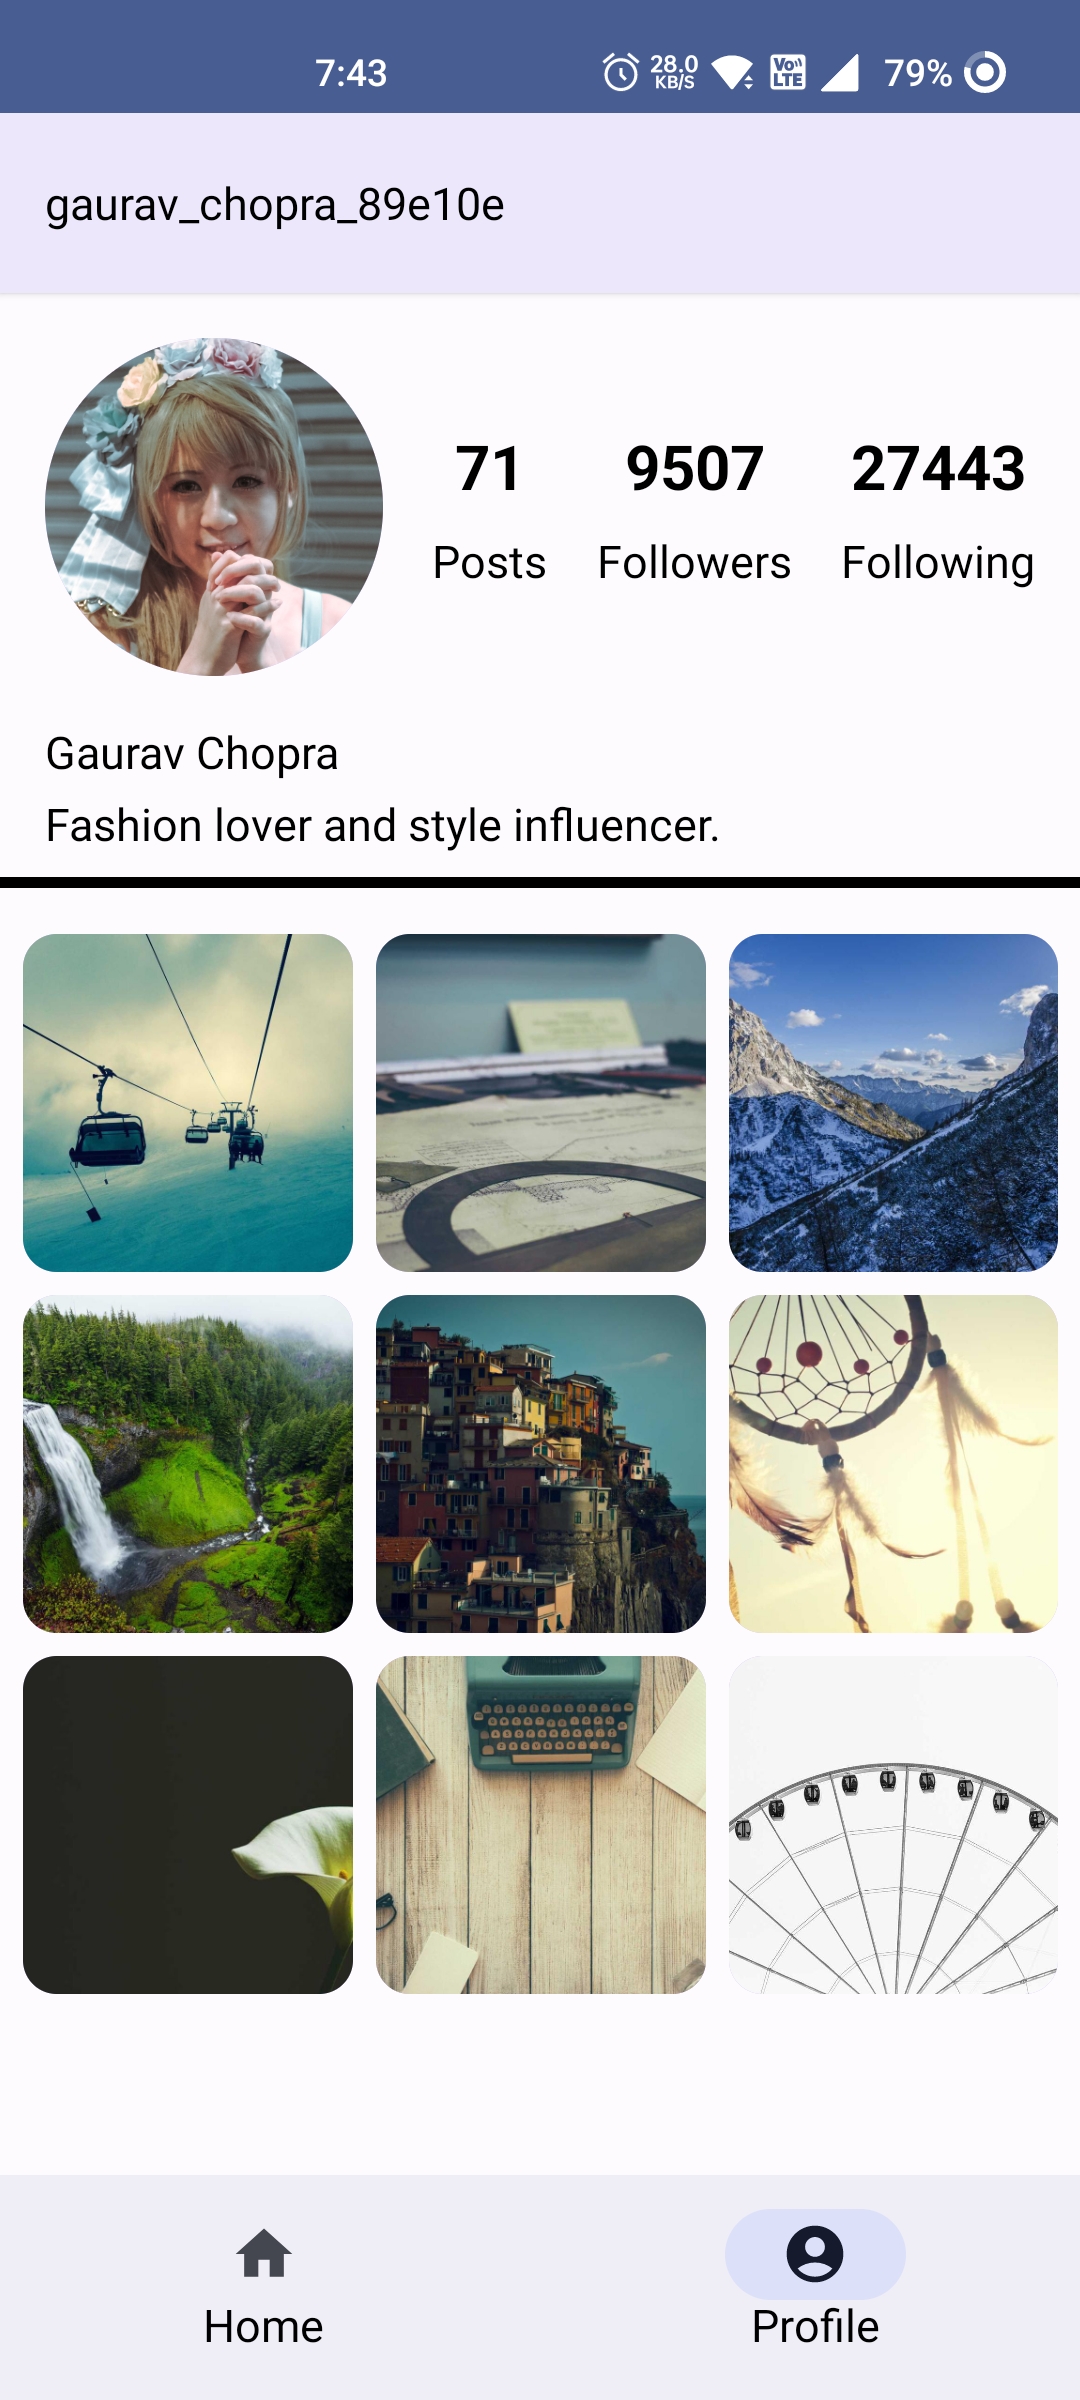 7:43
28.0
KB/S
Vo))
LTE
79%
gaurav_chopra_89e10e
71
9507
27443
Posts
Followers
Following
Gaurav Chopra
Fashion lover and style influencer.
Home
Profile